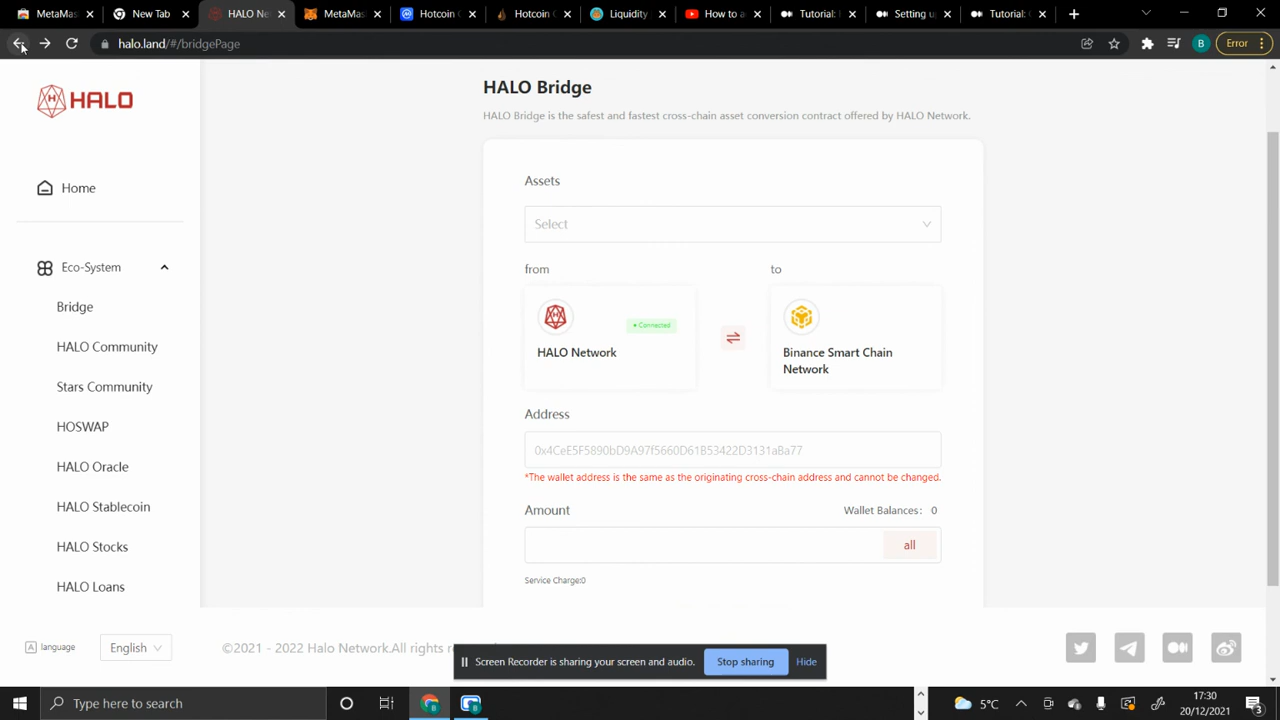 MetaMas
New Tab
HALO Ne
MetaMas
Hotcoin G
Hotcoin G
Liquidity
How to a
Tutorial:
Setting up
Tutorial: C
halo.land/#/bridgePage
B
Error
HALO
Home
Eco-System
Bridge
HALO Community
Stars Community
HOSWAP
HALO Oracle
HALO Stablecoin
HALO Stocks
HALO Loans
language
English
HALO Bridge
HALO Bridge is the safest and fastest cross-chain asset conversion contract offered by HALO Network.
Assets
Select
from
to
Connected
HALO Network
Binance Smart Chain
Network
Address
0x4CeE5F5890bD9A97f5660D61B53422D3131aBa77
*The wallet address is the same as the originating cross-chain address and cannot be changed.
Amount
Wallet Balances: 0
all
Service Charge:0
©2021 - 2022 Halo Network.All rights re
Screen Recorder is sharing your screen and audio.
Stop sharing
Hide
Type here to search
5°C
17:30
20/12/2021
3